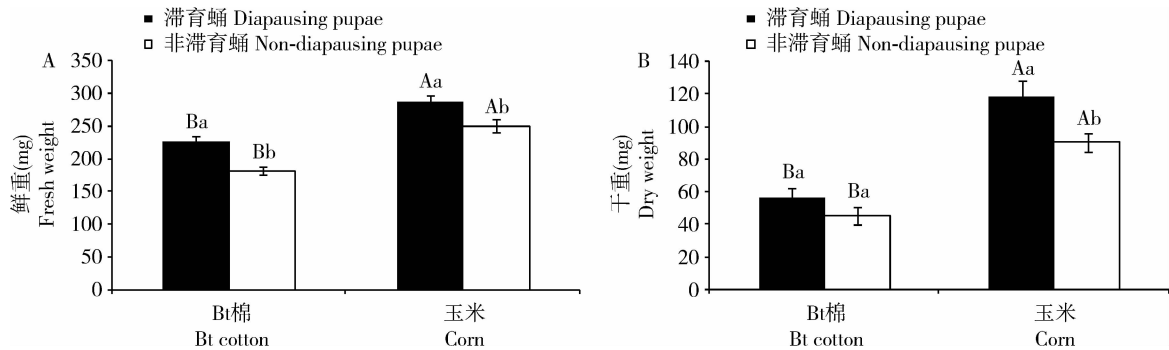 滞育蛹 Diapausing pupae
非滞育蛹 Non-diapausing pupae
A
鲜重(mg)
Fresh weight
350
300
250
200
150
100
50
0
Ba
Bb
Aa
Ab
Bt棉
Bt cotton
玉米
Corn
滞育蛹 Diapausing pupae
非滞育蛹 Non-diapausing pupae
B
干重(mg)
Dry weight
140
120
100
80
60
40
20
0
Ba
Ba
Aa
Ab
Bt棉
Bt cotton
玉米
Corn